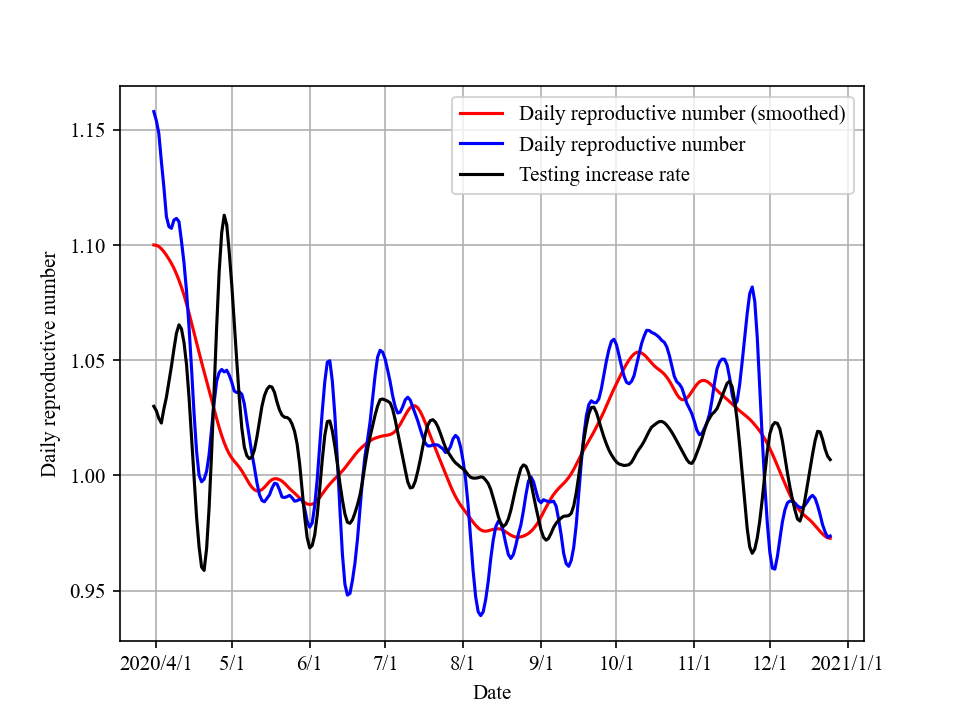 Daily reproductive number (smoothed)
Daily reproductive number
Testing increase rate
Daily reproductive number
1.15
1.10
1.05
1.00
0.95
2020/4/1 5/1 6/1 7/1 8/1 9/1 10/1 11/1 12/1 2021/1/1
Date